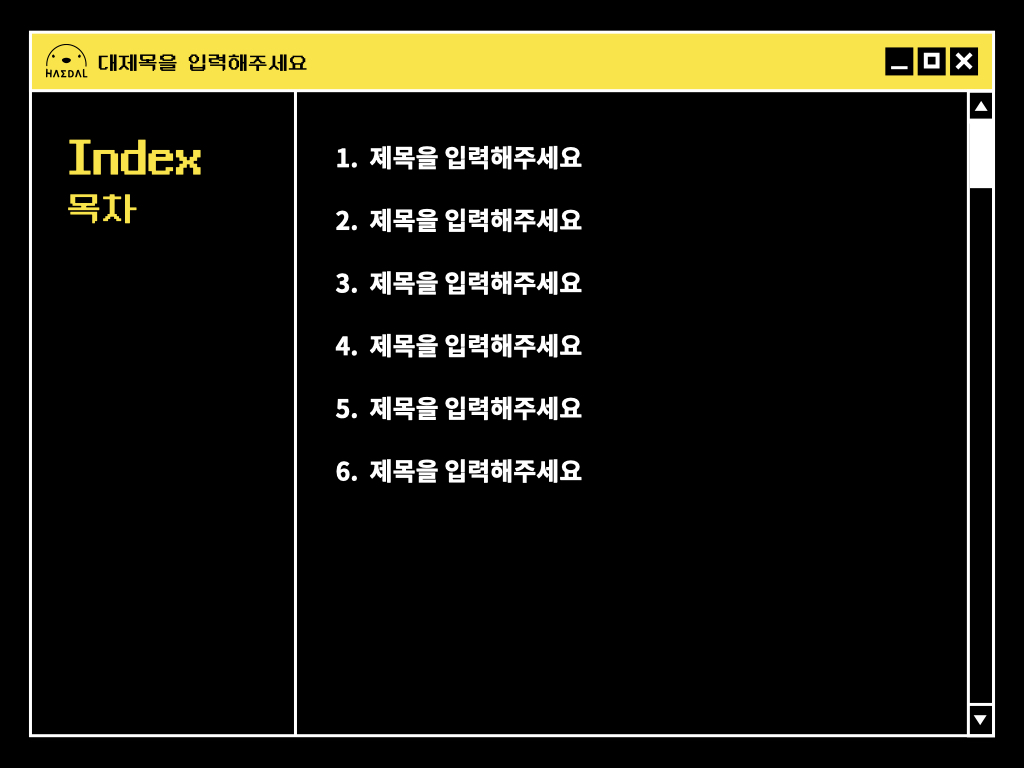 HAEDAL
대제목을 입력해주세요
Index
목차
1. 제목을 입력해주세요
2. 제목을 입력해주세요
3. 제목을 입력해주세요
4. 제목을 입력해주세요
5. 제목을 입력해주세요
6. 제목을 입력해주세요